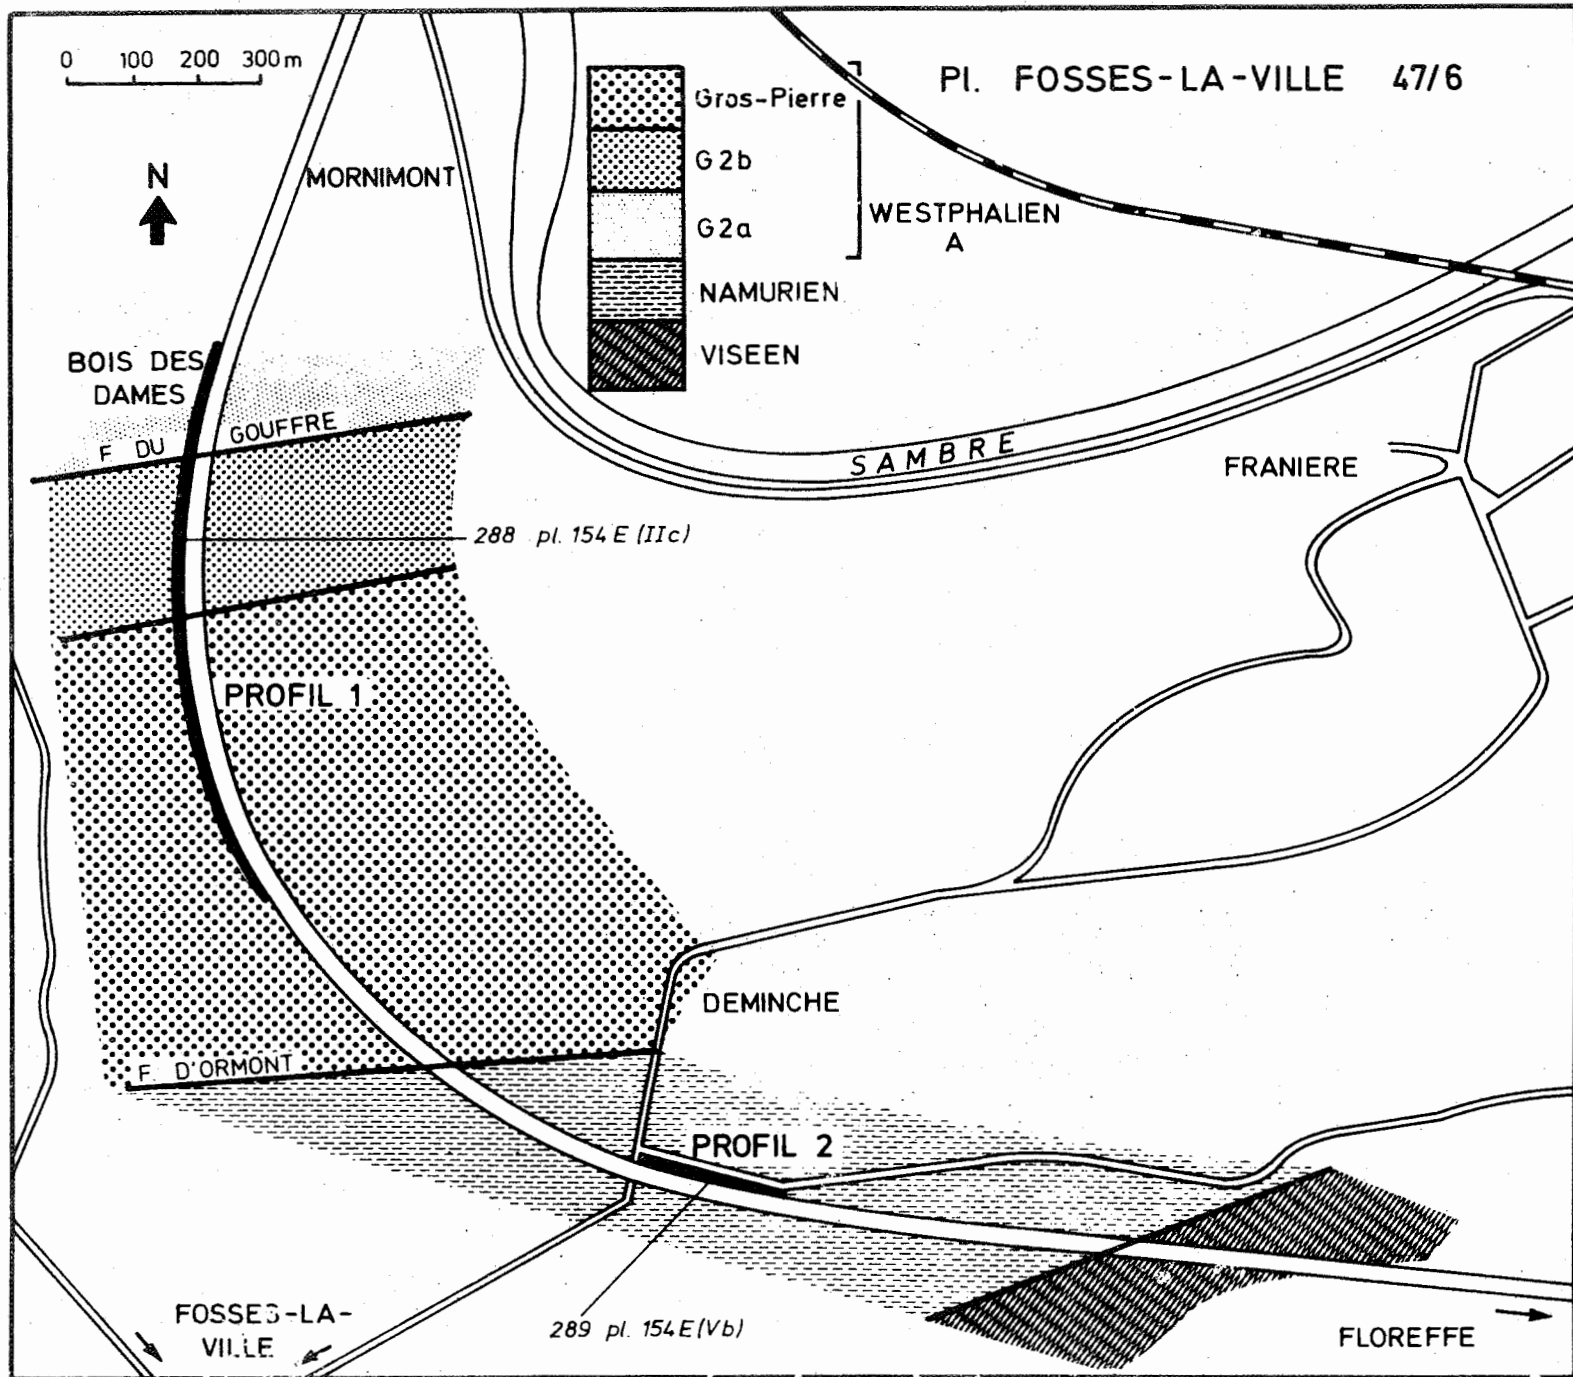 0 100 200 300m
Pl. FOSSES-LA-VILLE 47/6
Gros-Pierre
G2b
G2a
WESTPHALIEN
A
NAMURIEN
VISEEN
N
MORNIMONT
BOIS DES
DAMES
F DU GOUFFRE
SAMBRE
FRANIERE
288 pl. 154 E (IIc)
PROFIL 1
DEMINCHE
F. D'ORMONT
PROFIL 2
289 pl. 154E(Vb)
FOSSES-LA-
VILLE
FLOREFFE